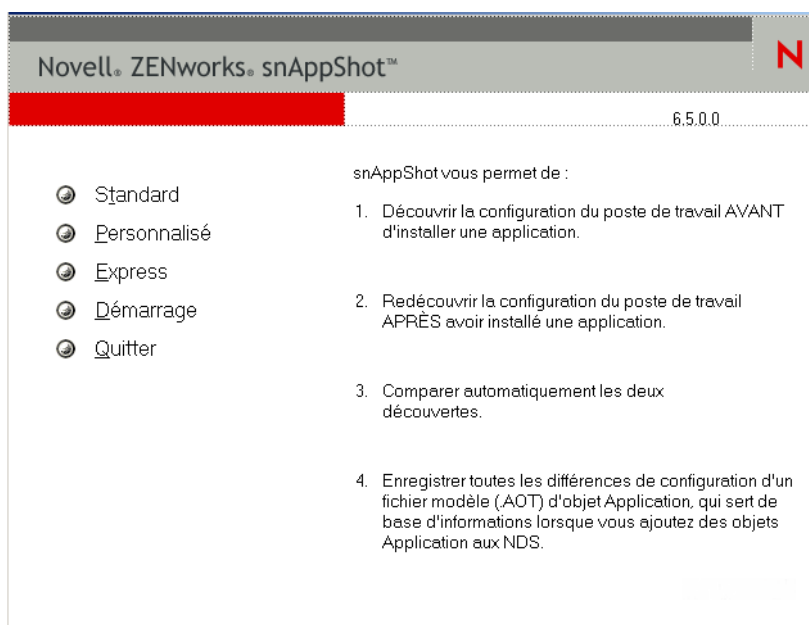 Novell® ZENworks® snAppShot™
N
6.5.0.0
Standard
Personnalisé
Express
Démarrage
Quitter
snAppShot vous permet de :
1. Découvrir la configuration du poste de travail AVANT
d'installer une application.
2. Redécouvrir la configuration du poste de travail
APRÈS avoir installé une application.
3. Comparer automatiquement les deux
découvertes.
4. Enregistrer toutes les différences de configuration d'un
fichier modèle (.AOT) d'objet Application, qui sert de
base d'informations lorsque vous ajoutez des objets
Application aux NDS.